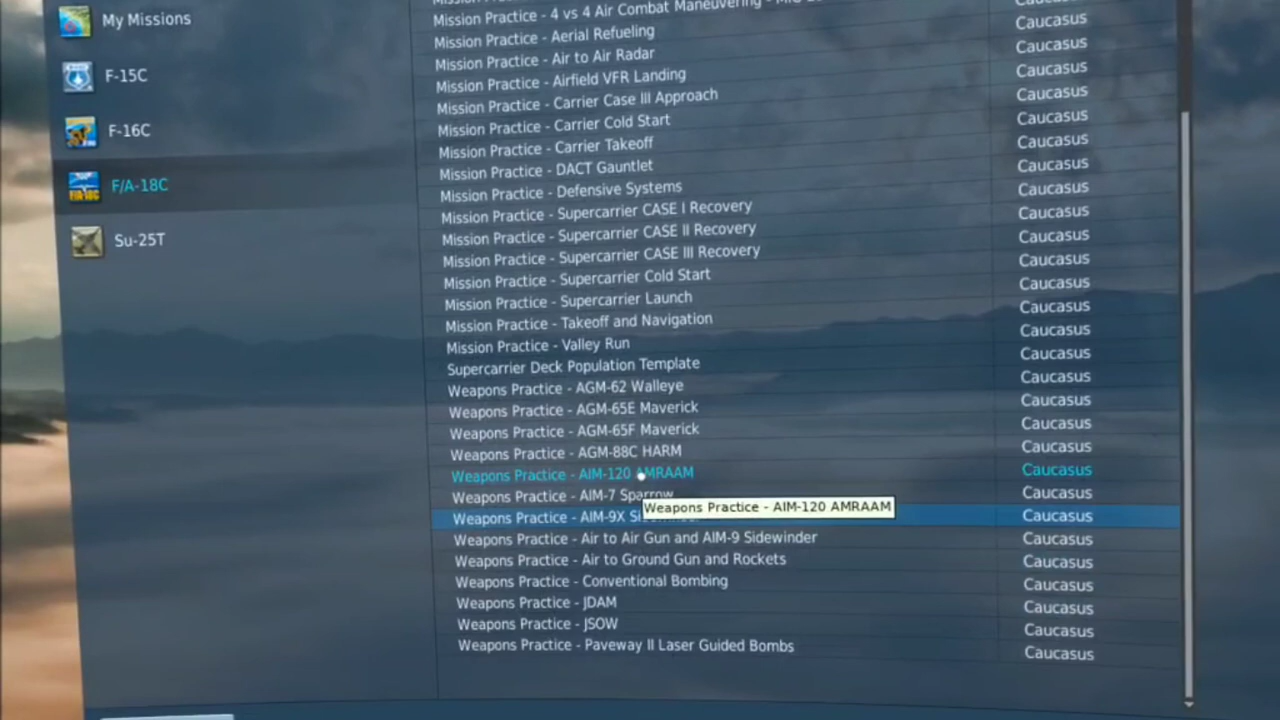 My Missions
F-15C
F-16C
F/A-18C
Su-25T
Mission Practice - 4 vs 4 Air Combat Maneuvering -
Mission Practice - Aerial Refueling Caucasus
Mission Practice - Air to Air Radar Caucasus
Mission Practice - Airfield VFR Landing Caucasus
Mission Practice - Carrier Case III Approach Caucasus
Mission Practice - Carrier Cold Start Caucasus
Mission Practice - Carrier Takeoff Caucasus
Mission Practice - DACT Gauntlet Caucasus
Mission Practice - Defensive Systems Caucasus
Mission Practice - Supercarrier CASE I Recovery Caucasus
Mission Practice - Supercarrier CASE II Recovery Caucasus
Mission Practice - Supercarrier CASE III Recovery Caucasus
Mission Practice - Supercarrier Cold Start Caucasus
Mission Practice - Supercarrier Launch Caucasus
Mission Practice - Takeoff and Navigation Caucasus
Mission Practice - Valley Run Caucasus
Supercarrier Deck Population Template Caucasus
Weapons Practice - AGM-62 Walleye Caucasus
Weapons Practice - AGM-65E Maverick Caucasus
Weapons Practice - AGM-65F Maverick Caucasus
Weapons Practice - AGM-88C HARM Caucasus
Weapons Practice - AIM-120 AMRAAM Caucasus
Weapons Practice - AIM-7 Sparrow Caucasus
Weapons Practice - AIM-120 AMRAAM
Weapons Practice - AIM-9X Caucasus
Weapons Practice - Air to Air Gun and AIM-9 Sidewinder Caucasus
Weapons Practice - Air to Ground Gun and Rockets Caucasus
Weapons Practice - Conventional Bombing Caucasus
Weapons Practice - JDAM Caucasus
Weapons Practice - JSOW Caucasus
Weapons Practice - Paveway II Laser Guided Bombs Caucasus